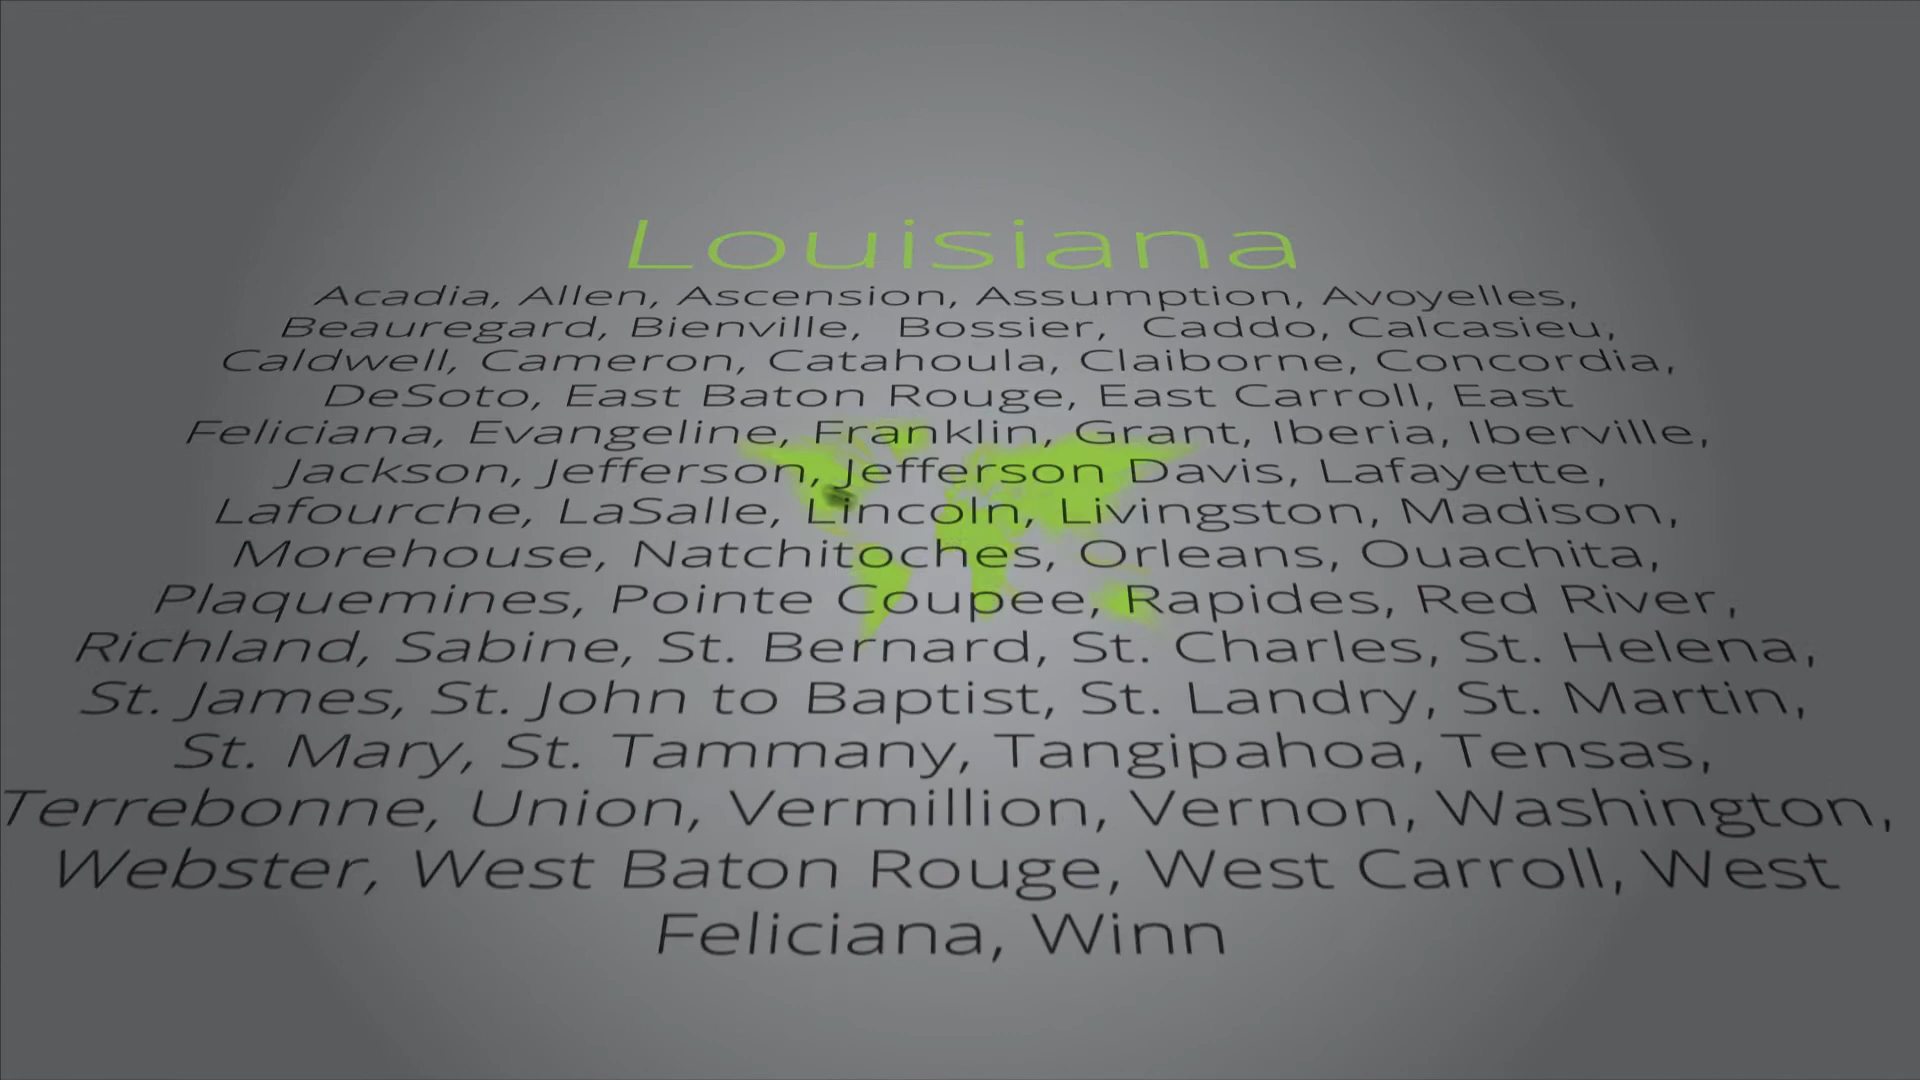 Louisiana
Acadia, Allen, Ascension, Assumption, Avoyelles,
Beauregard, Bienville, Bossier, Caddo, Calcasieu,
Caldwell, Cameron, Catahoula, Claiborne, Concordia,
DeSoto, East Baton Rouge, East Carroll, East
Feliciana, Evangeline, Franklin, Grant, Iberia, Iberville,
Jackson, Jefferson, Jefferson Davis, Lafayette,
Lafourche, LaSalle, Lincoln, Livingston, Madison,
Morehouse, Natchitoches, Orleans, Ouachita,
Plaquemines, Pointe Coupee, Rapides, Red River,
Richland, Sabine, St. Bernard, St. Charles, St. Helena,
St. James, St. John to Baptist, St. Landry, St. Martin,
St. Mary, St. Tammany, Tangipahoa, Tensas,
Terrebonne, Union, Vermillion, Vernon, Washington,
Webster, West Baton Rouge, West Carroll, West
Feliciana, Winn